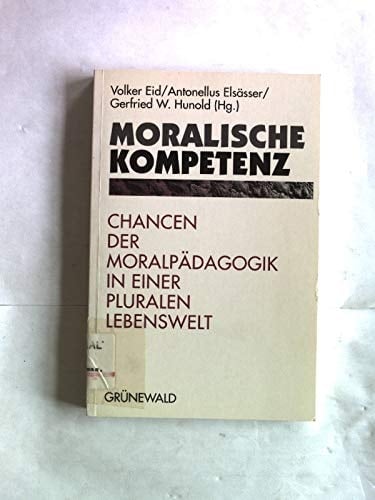 Volker Eid/Antonellus Elsässer/
Gerfried W. Hunold (Hg.)
MORALISCHE
KOMPETENZ
CHANCEN
DER
MORALPÄDAGOGIK
IN EINER
PLURALEN
LEBENSWELT
GRÜNEWALD